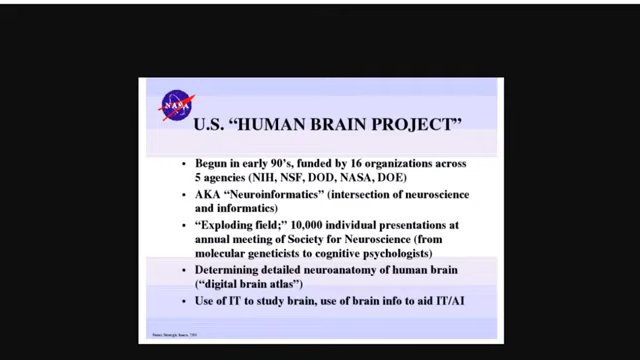 NASA
U.S. “HUMAN BRAIN PROJECT”
• Begun in early 90’s, funded by 16 organizations across
5 agencies (NIH, NSF, DOD, NASA, DOE)
• AKA “Neuroinformatics” (intersection of neuroscience
and informatics)
• “Exploding field;” 10,000 individual presentations at
annual meeting of Society for Neuroscience (from
molecular geneticists to cognitive psychologists)
• Determining detailed neuroanatomy of human brain
(“digital brain atlas”)
• Use of IT to study brain, use of brain info to aid IT/AI
Future Strategic Issues,